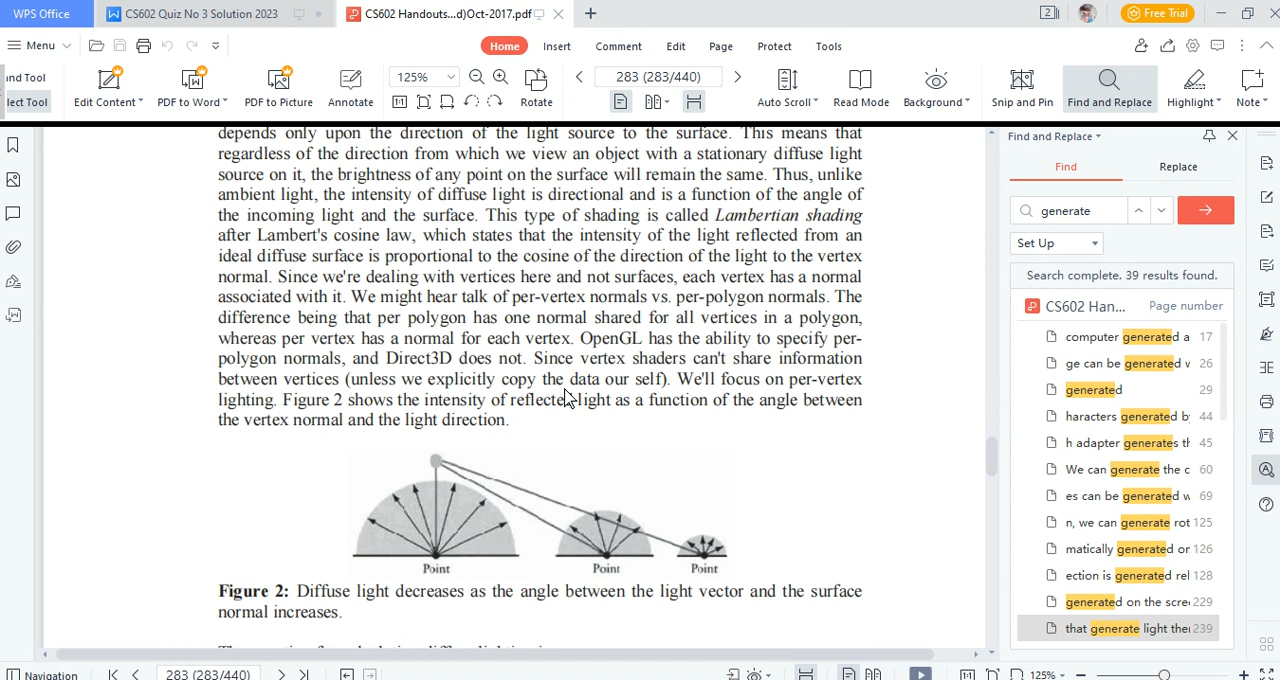 WPS Office CS602 Quiz No 3 Solution 2023 CS602 Handouts...d)Oct-2017.pdf Free Trial
Menu Home Insert Comment Edit Page Protect Tools
and Tool
lect Tool
Edit Content PDF to Word PDF to Picture Annotate 125% 283 (283/440) Rotate Auto Scroll Read Mode Background Snip and Pin Find and Replace Highlight Note
depends only upon the direction of the light source to the surface. This means that
regardless of the direction from which we view an object with a stationary diffuse light
source on it, the brightness of any point on the surface will remain the same. Thus, unlike
ambient light, the intensity of diffuse light is directional and is a function of the angle of
the incoming light and the surface. This type of shading is called Lambertian shading
after Lambert's cosine law, which states that the intensity of the light reflected from an
ideal diffuse surface is proportional to the cosine of the direction of the light to the vertex
normal. Since we're dealing with vertices here and not surfaces, each vertex has a normal
associated with it. We might hear talk of per-vertex normals vs. per-polygon normals. The
difference being that per polygon has one normal shared for all vertices in a polygon,
whereas per vertex has a normal for each vertex. OpenGL has the ability to specify per-
polygon normals, and Direct3D does not. Since vertex shaders can't share information
between vertices (unless we explicitly copy the data our self). We'll focus on per-vertex
lighting. Figure 2 shows the intensity of reflected light as a function of the angle between
the vertex normal and the light direction.
Point Point Point
Figure 2: Diffuse light decreases as the angle between the light vector and the surface
normal increases.
Find and Replace
Find Replace
generate
Set Up
Search complete. 39 results found.
CS602 Han... Page number
computer generated a 17
ge can be generated w 26
generated 29
haracters generated b 44
h adapter generates th 45
We can generate the c 60
es can be generated w 69
n, we can generate rot 125
matically generated or 126
ection is generated rel 128
generated on the scre 229
that generate light the 239
Navigation 283 (283/440) 125%